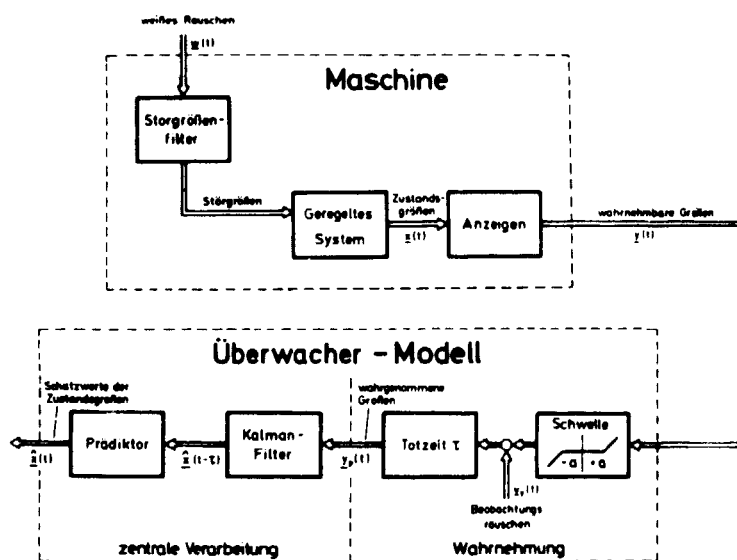 weißes Rauschen
w(t)
Maschine
Störgrößen-
filter
Störgrößen
Geregeltes
System
Zustands-
größen
x(t)
Anzeigen
wahrnehmbare Größen
y(t)
Überwacher - Modell
Schätzwerte der
Zustandsgrößen
x̂(t)
Prädiktor
x̂(t-τ)
Kalman-
Filter
wahrgenommene
Größen
yp(t)
Totzeit τ
Schwelle
-a +a
(t)
Beobachtungs
rauschen
zentrale Verarbeitung
Wahrnehmung